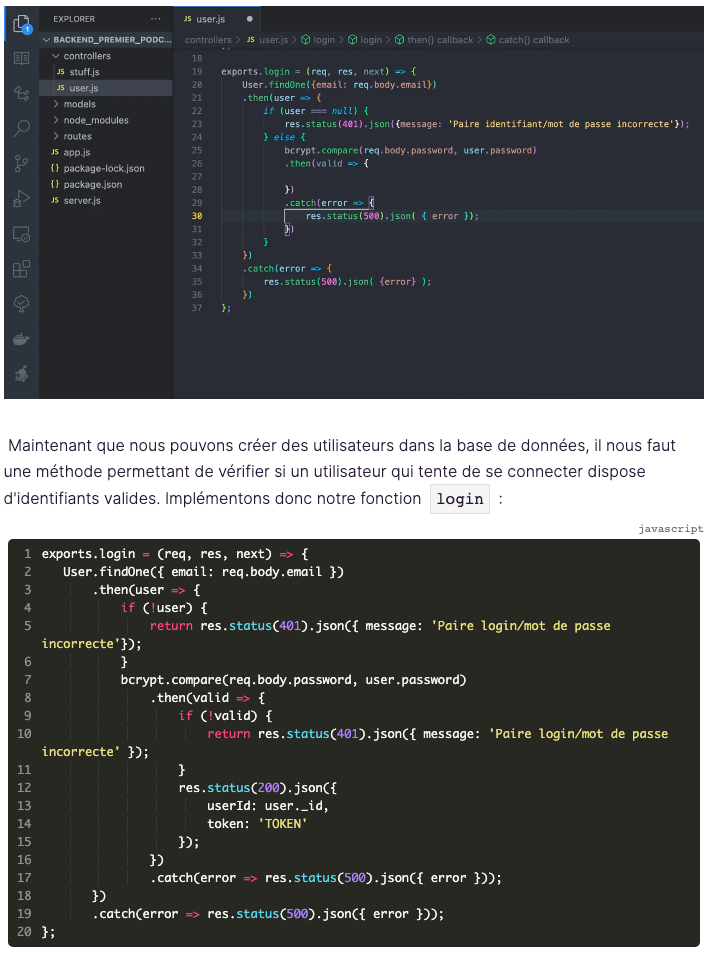 EXPLORER ...
JS user.js ●
1
BACKEND_PREMIER_PODC...
controllers > JS user.js > login > login > then() callback > catch() callback
controllers
JS stuff.js
JS user.js
models
node_modules
routes
JS app.js
{} package-lock.json
{} package.json
JS server.js
18
19 exports.login = (req, res, next) => {
20 User.findOne({email: req.body.email})
21 .then(user => {
22 if (user === null) {
23 res.status(401).json({message: 'Paire identifiant/mot de passe incorrecte'});
24 } else {
25 bcrypt.compare(req.body.password, user.password)
26 .then(valid => {
27
28 })
29 .catch(error => {
30 res.status(500).json( { error });
31 })
32 }
33 })
34 .catch(error => {
35 res.status(500).json( {error} );
36 })
37 };
Maintenant que nous pouvons créer des utilisateurs dans la base de données, il nous faut
une méthode permettant de vérifier si un utilisateur qui tente de se connecter dispose
d'identifiants valides. Implémentons donc notre fonction login :
javascript
1 exports.login = (req, res, next) => {
2 User.findOne({ email: req.body.email })
3 .then(user => {
4 if (!user) {
5 return res.status(401).json({ message: 'Paire login/mot de passe
incorrecte'});
6 }
7 bcrypt.compare(req.body.password, user.password)
8 .then(valid => {
9 if (!valid) {
10 return res.status(401).json({ message: 'Paire login/mot de passe
incorrecte' });
11 }
12 res.status(200).json({
13 userId: user._id,
14 token: 'TOKEN'
15 });
16 })
17 .catch(error => res.status(500).json({ error }));
18 })
19 .catch(error => res.status(500).json({ error }));
20 };